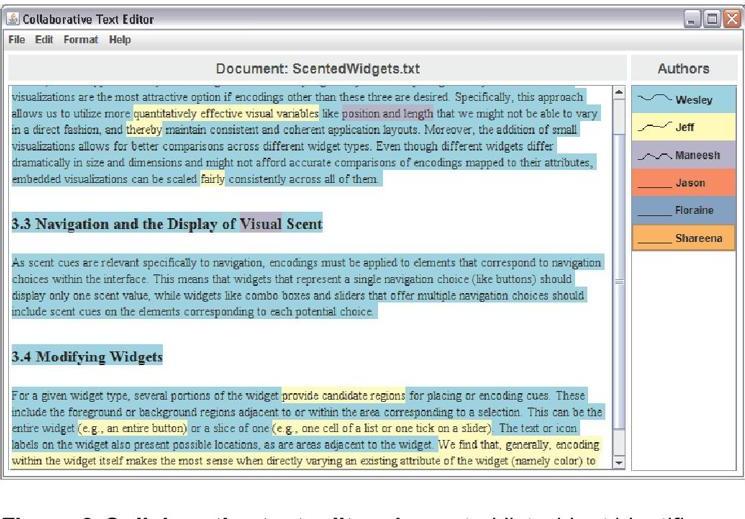 Collaborative Text Editor
File Edit Format Help
Document: ScentedWidgets.txt
Authors
visualizations are the most attractive option if encodings other than these three are desired. Specifically, this approach
allows us to utilize more quantitatively effective visual variables like position and length that we might not be able to vary
in a direct fashion, and thereby maintain consistent and coherent application layouts. Moreover, the addition of small
visualizations allows for better comparisons across different widget types. Even though different widgets differ
dramatically in size and dimensions and might not afford accurate comparisons of encodings mapped to their attributes,
embedded visualizations can be scaled fairly consistently across all of them.
3.3 Navigation and the Display of Visual Scent
As scent cues are relevant specifically to navigation, encodings must be applied to elements that correspond to navigation
choices within the interface. This means that widgets that represent a single navigation choice (like buttons) should
display only one scent value, while widgets like combo boxes and sliders that offer multiple navigation choices should
include scent cues on the elements corresponding to each potential choice.
3.4 Modifying Widgets
For a given widget type, several portions of the widget provide candidate regions for placing or encoding cues. These
include the foreground or background regions adjacent to or within the area corresponding to a selection. This can be the
entire widget (e.g., an entire button) or a slice of one (e.g., one cell of a list or one tick on a slider). The text or icon
labels on the widget also present possible locations, as are areas adjacent to the widget. We find that, generally, encoding
within the widget itself makes the most sense when directly varying an existing attribute of the widget (namely color) to
Wesley
Jeff
Maneesh
Jason
Floraine
Shareena